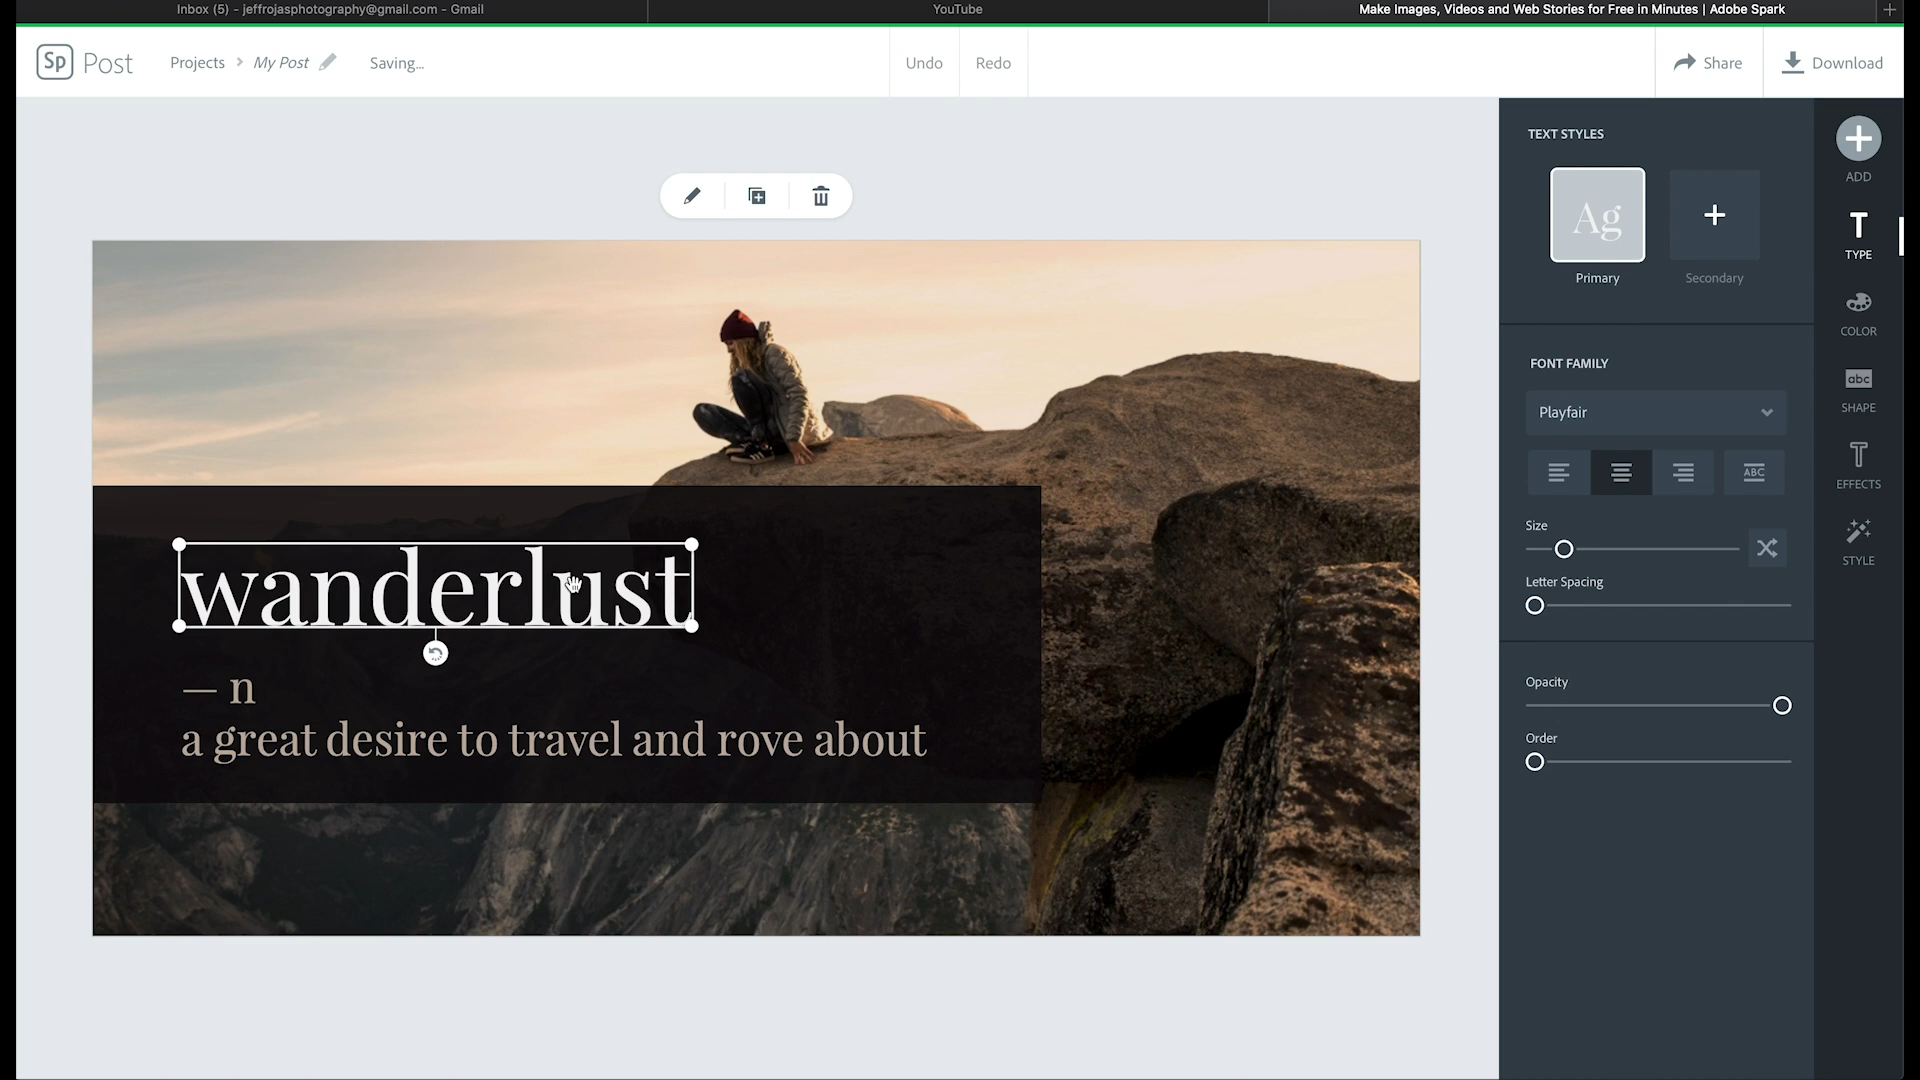 Inbox (5) - jeffrojasphotography@gmail.com - Gmail
YouTube
Make Images, Videos and Web Stories for Free in Minutes | Adobe Spark
Sp Post
Projects > My Post
Saving...
Undo
Redo
Share
Download
wanderlust
— n
a great desire to travel and rove about
TEXT STYLES
Ag
Primary
Secondary
FONT FAMILY
Playfair
ABC
Size
Letter Spacing
Opacity
Order
ADD
T
TYPE
COLOR
abc
SHAPE
T
EFFECTS
STYLE